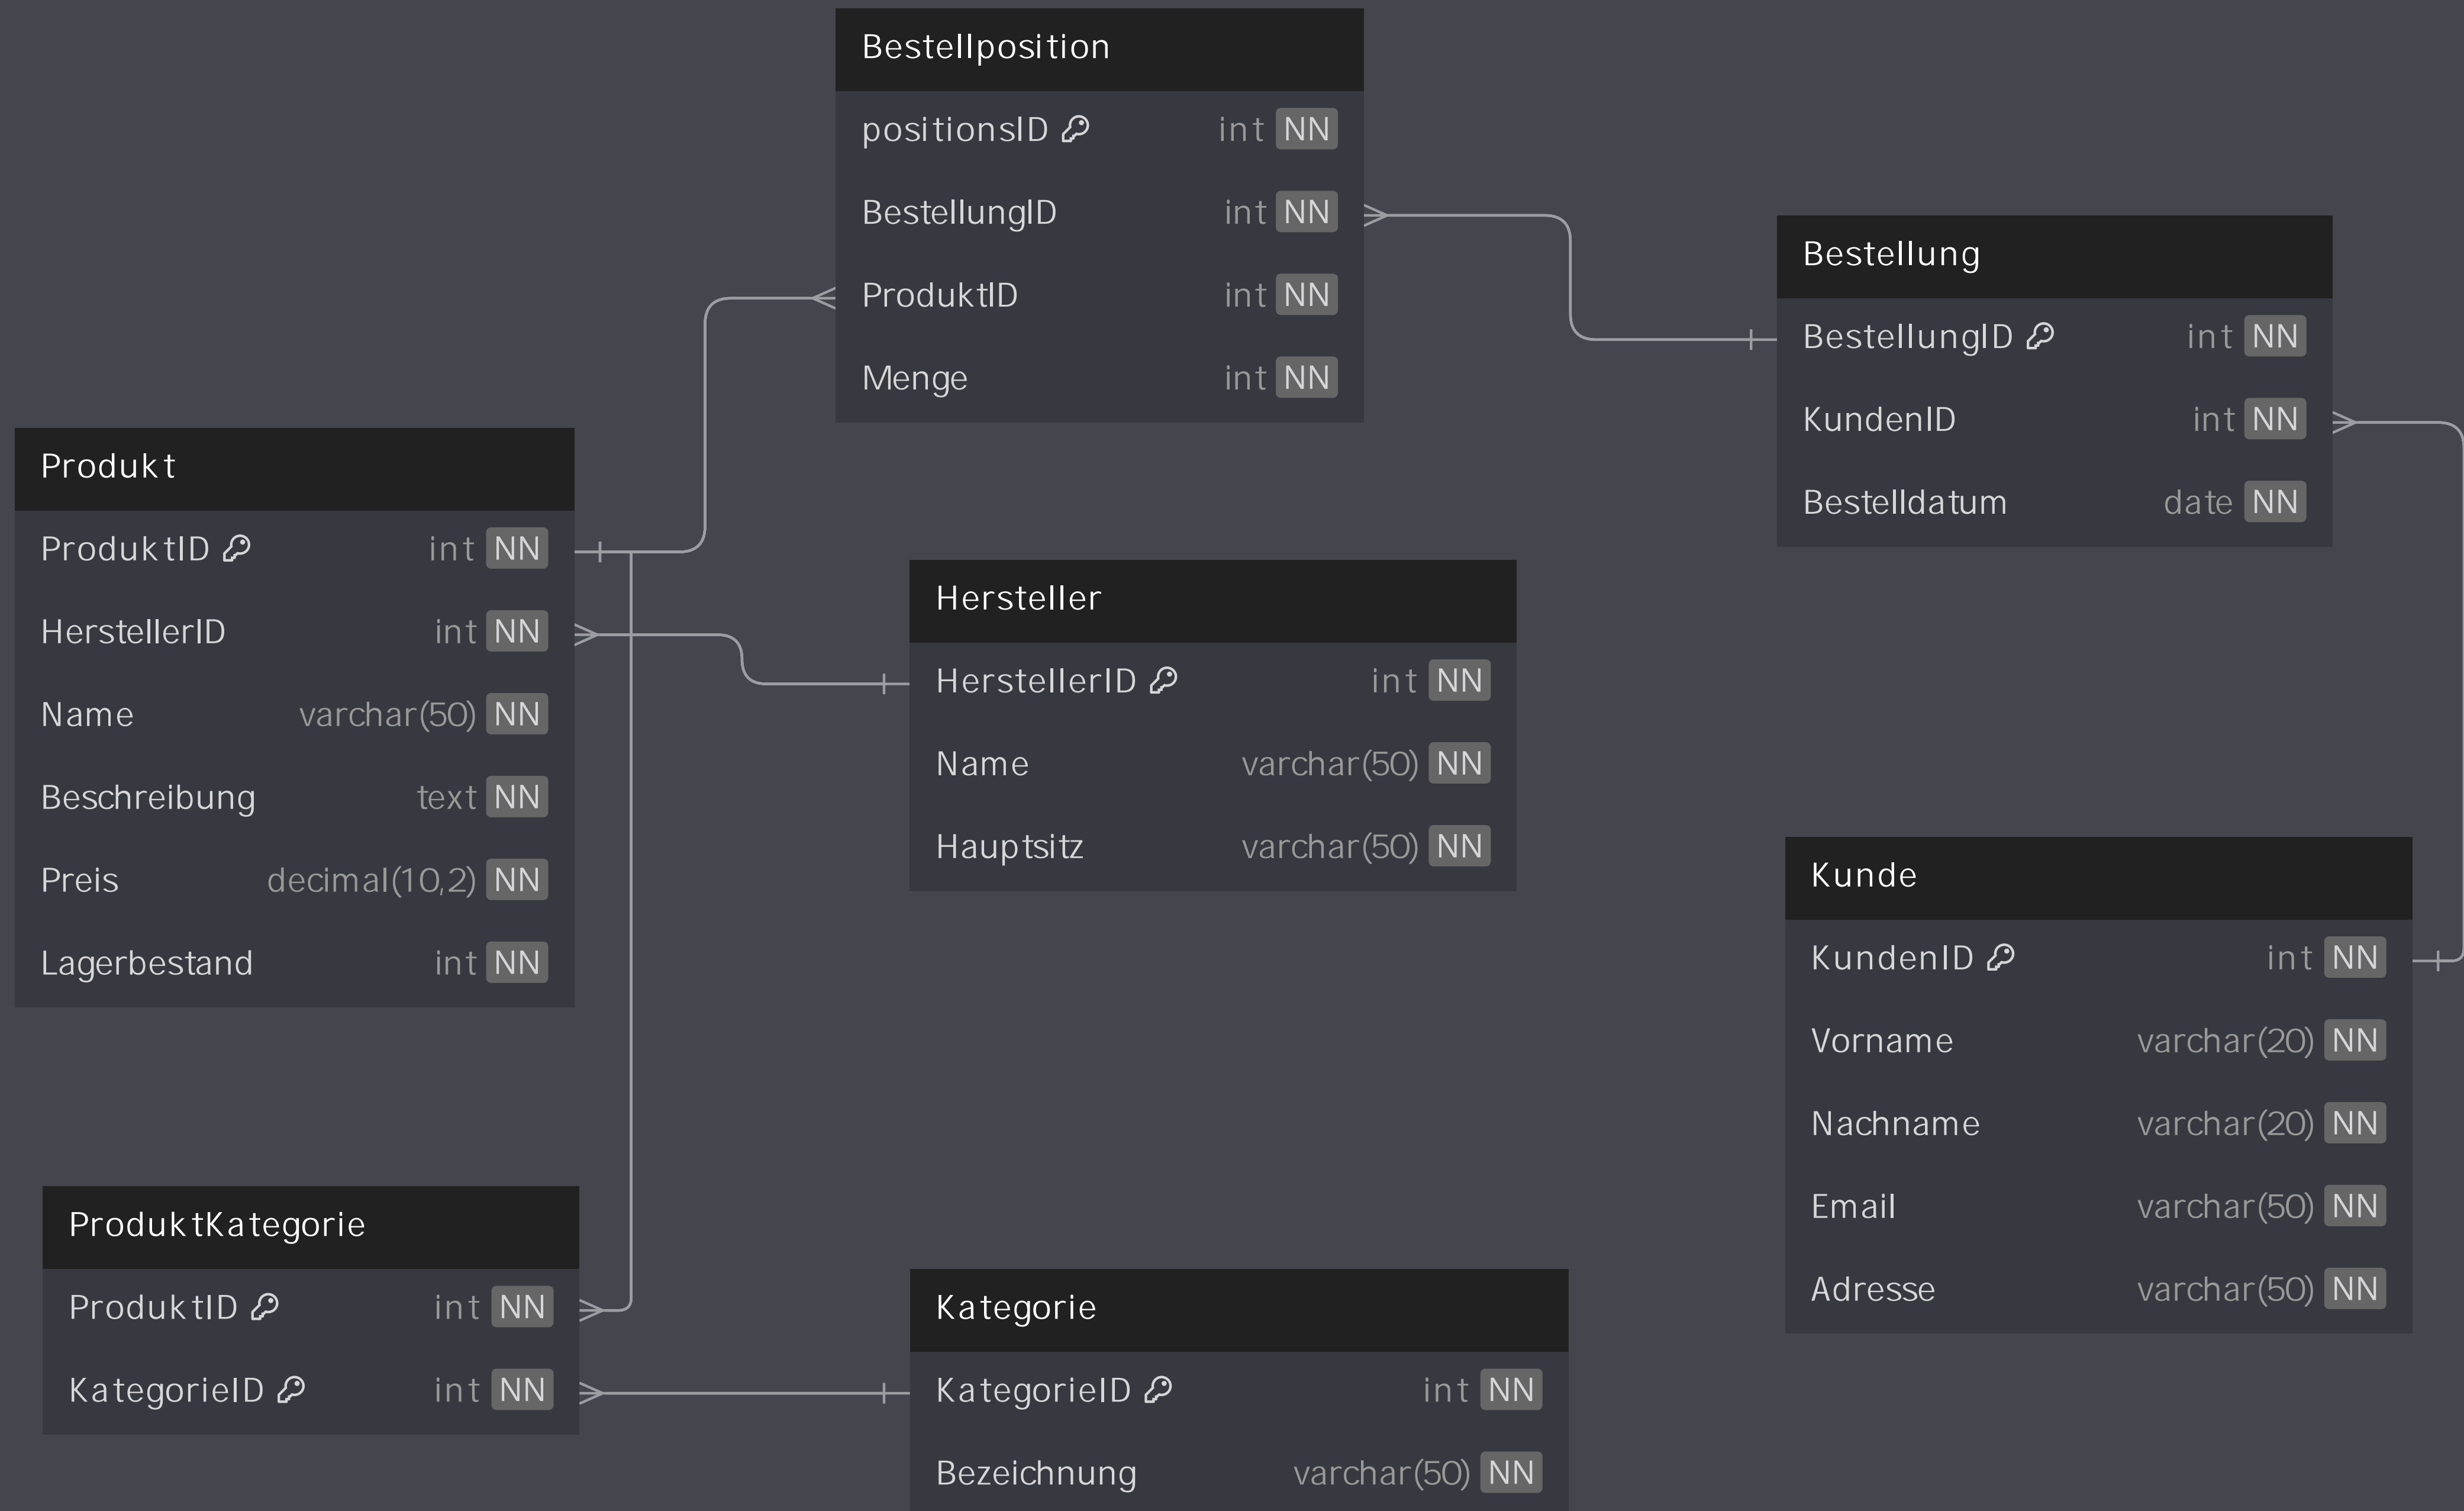 Bestellposition
positionsID int NN
BestellungID int NN
ProduktID int NN
Menge int NN
Bestellung
BestellungID int NN
KundenID int NN
Bestelldatum date NN
Produkt
ProduktID int NN
HerstellerID int NN
Name varchar(50) NN
Beschreibung text NN
Preis decimal(10,2) NN
Lagerbestand int NN
Hersteller
HerstellerID int NN
Name varchar(50) NN
Hauptsitz varchar(50) NN
Kunde
KundenID int NN
Vorname varchar(20) NN
Nachname varchar(20) NN
Email varchar(50) NN
Adresse varchar(50) NN
ProduktKategorie
ProduktID int NN
KategorieID int NN
Kategorie
KategorieID int NN
Bezeichnung varchar(50) NN